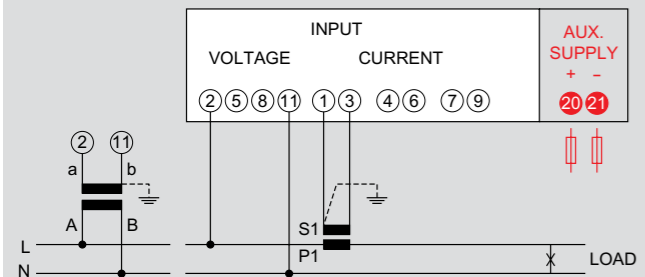 INPUT
AUX.
SUPPLY
VOLTAGE CURRENT
+ –
2 5 8 11 1 3 4 6 7 9 20 21
2 11
a b
A B
S1
P1
L
N
X LOAD